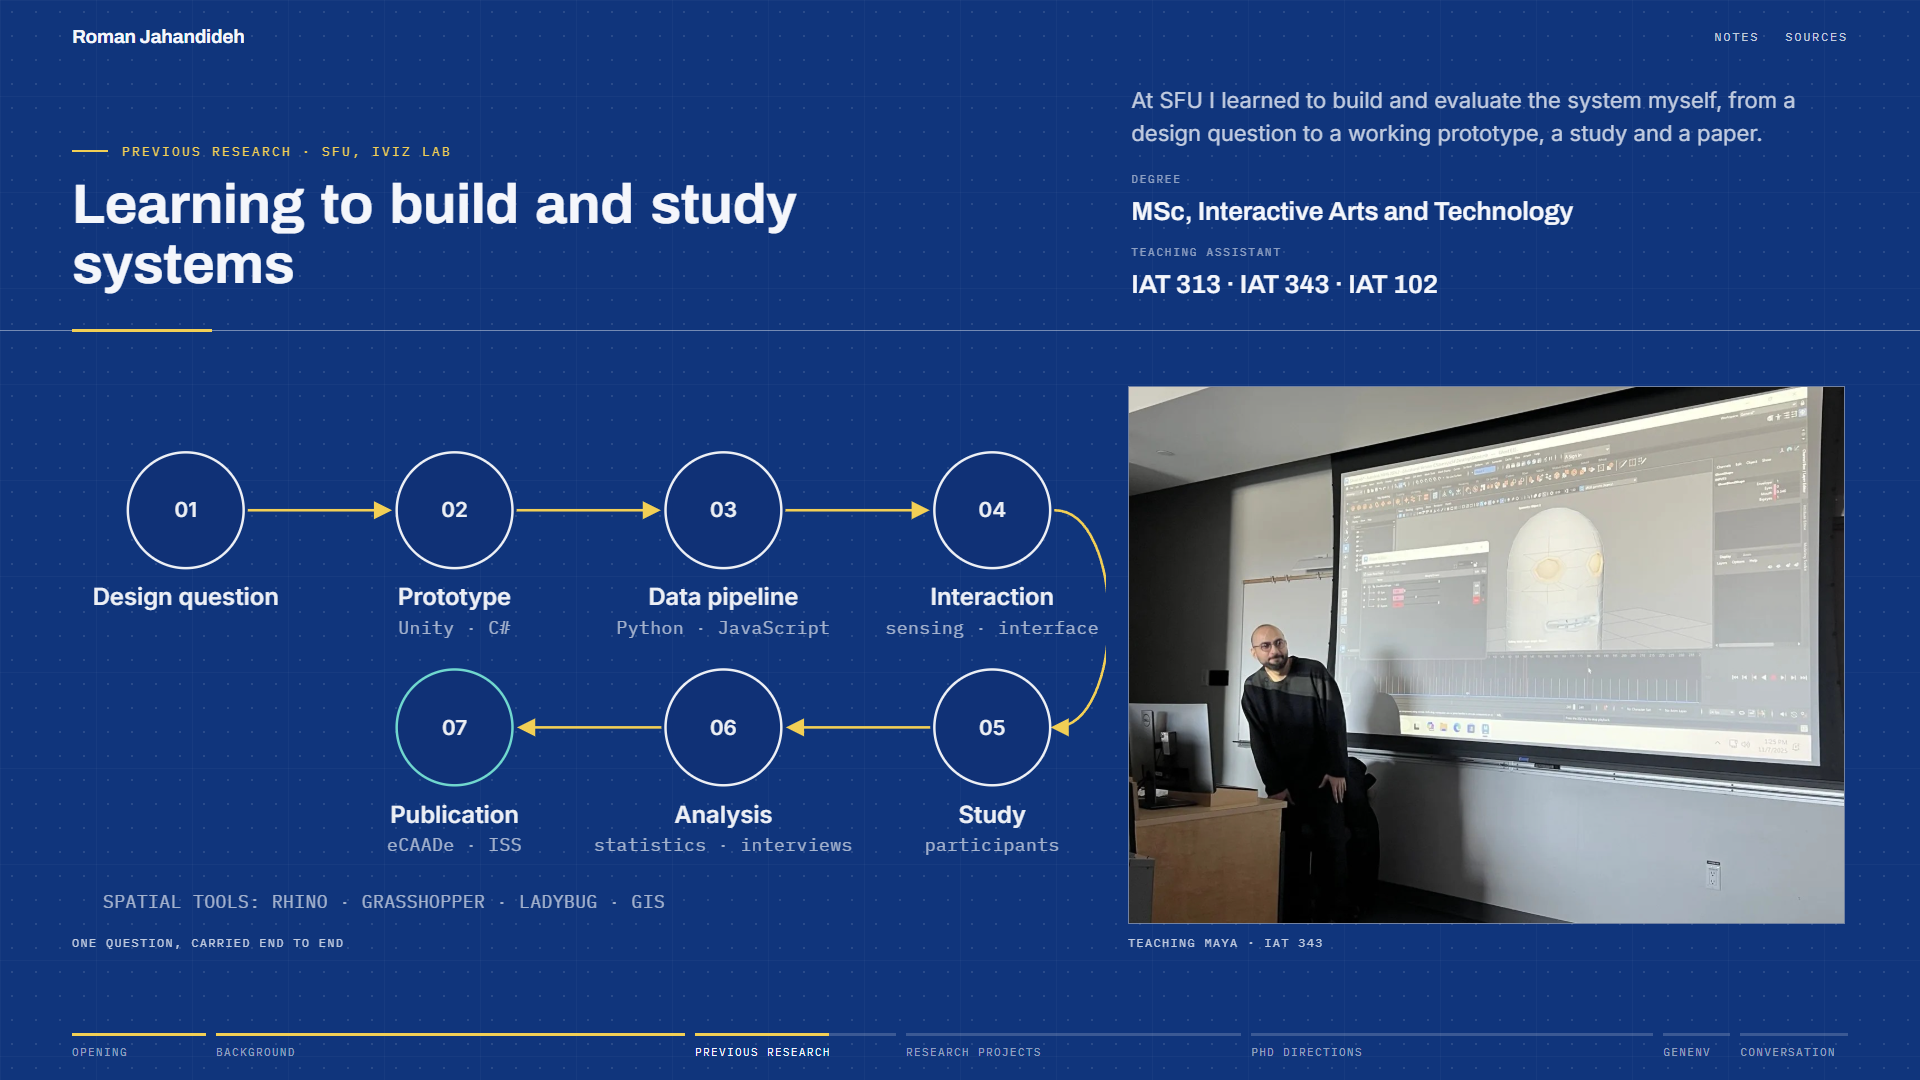 Roman Jahandideh
NOTES SOURCES
PREVIOUS RESEARCH · SFU, IVIZ LAB
Learning to build and study
systems
At SFU I learned to build and evaluate the system myself, from a
design question to a working prototype, a study and a paper.
DEGREE
MSc, Interactive Arts and Technology
TEACHING ASSISTANT
IAT 313 · IAT 343 · IAT 102
01
Design question
02
Prototype
Unity · C#
03
Data pipeline
Python · JavaScript
04
Interaction
sensing · interface
05
Study
participants
06
Analysis
statistics · interviews
07
Publication
eCAADe · ISS
SPATIAL TOOLS: RHINO · GRASSHOPPER · LADYBUG · GIS
ONE QUESTION, CARRIED END TO END
TEACHING MAYA · IAT 343
OPENING
BACKGROUND
PREVIOUS RESEARCH
RESEARCH PROJECTS
PHD DIRECTIONS
GENENV
CONVERSATION